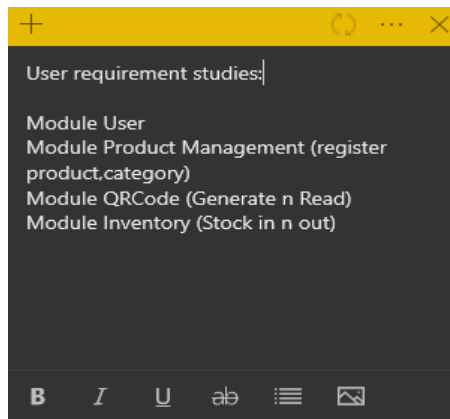 User requirement studies:
Module User
Module Product Management (register
product,category)
Module QRCode (Generate n Read)
Module Inventory (Stock in n out)
B I U ab